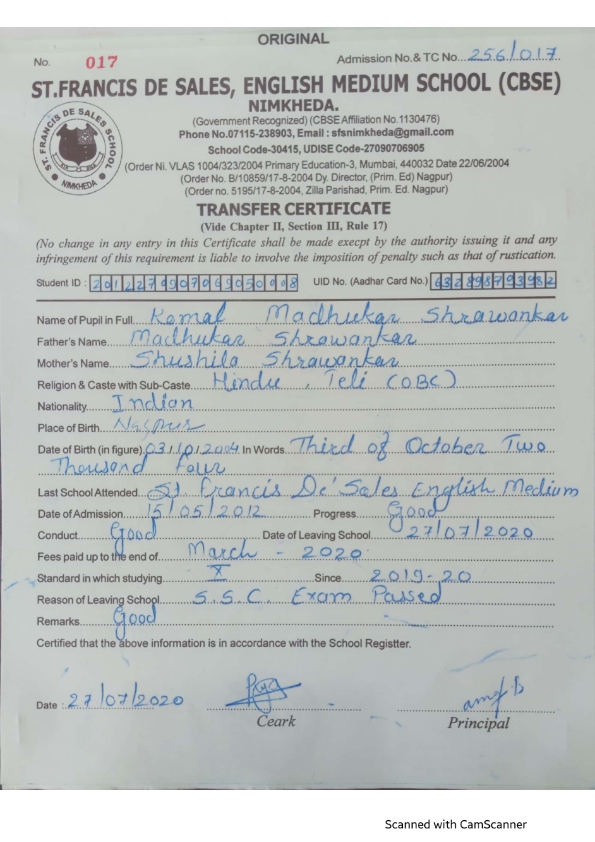 ORIGINAL
No. 017 Admission No.& TC No. 256/017
ST.FRANCIS DE SALES, ENGLISH MEDIUM SCHOOL (CBSE)
NIMKHEDA.
ST. FRANCIS DE SALES SCHOOL
NIMKHEDA
(Government Recognized) (CBSE Affiliation No.1130476)
Phone No.07115-238903, Email : sfsnimkheda@gmail.com
School Code-30415, UDISE Code-27090706905
(Order Ni. VLAS 1004/323/2004 Primary Education-3, Mumbai, 440032 Date 22/06/2004
(Order No. B/10859/17-8-2004 Dy. Director, (Prim. Ed) Nagpur)
(Order no. 5195/17-8-2004, Zilla Parishad, Prim. Ed. Nagpur)
TRANSFER CERTIFICATE
(Vide Chapter II, Section III, Rule 17)
(No change in any entry in this Certificate shall be made execpt by the authority issuing it and any
infringement of this requirement is liable to involve the imposition of penalty such as that of rustication.
Student ID : UID No. (Aadhar Card No.)
Name of Pupil in Full Komal Madhukar Shrawankar
Father's Name Madhukar Shrawankar
Mother's Name Shushila Shrawankar
Religion & Caste with Sub-Caste Hindu , Teli (OBC)
Nationality Indian
Place of Birth Nagpur
Date of Birth (in figure) 03/10/2004 In Words Third of October Two
Thousand Four
Last School Attended St. Francis De'Sales English Medium
Date of Admission 15/05/2012 Progress Good
Conduct Good Date of Leaving School 27/07/2020
Fees paid up to the end of March - 2020
Standard in which studying X Since 2019-20
Reason of Leaving School S.S.C. Exam Passed
Remarks Good
Certified that the above information is in accordance with the School Registter.
Date : 27/07/2020
Ceark Principal
Scanned with CamScanner